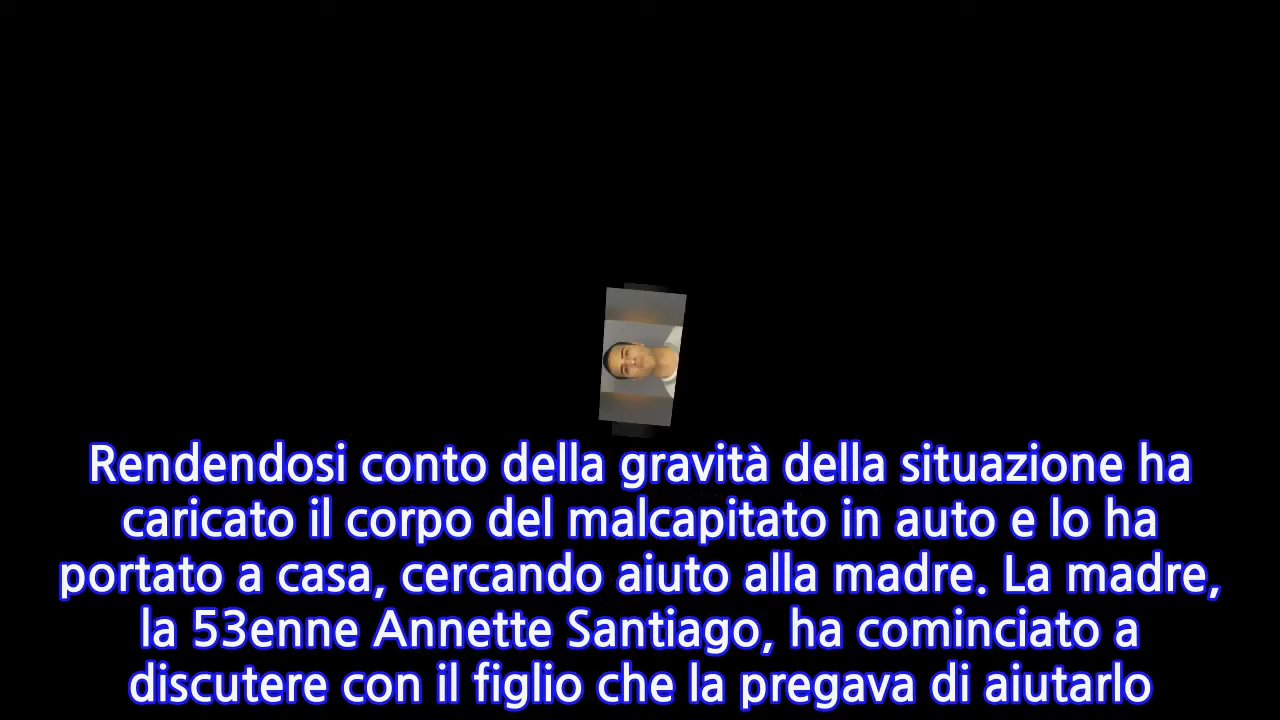 Rendendosi conto della gravità della situazione ha
caricato il corpo del malcapitato in auto e lo ha
portato a casa, cercando aiuto alla madre. La madre,
la 53enne Annette Santiago, ha cominciato a
discutere con il figlio che la pregava di aiutarlo